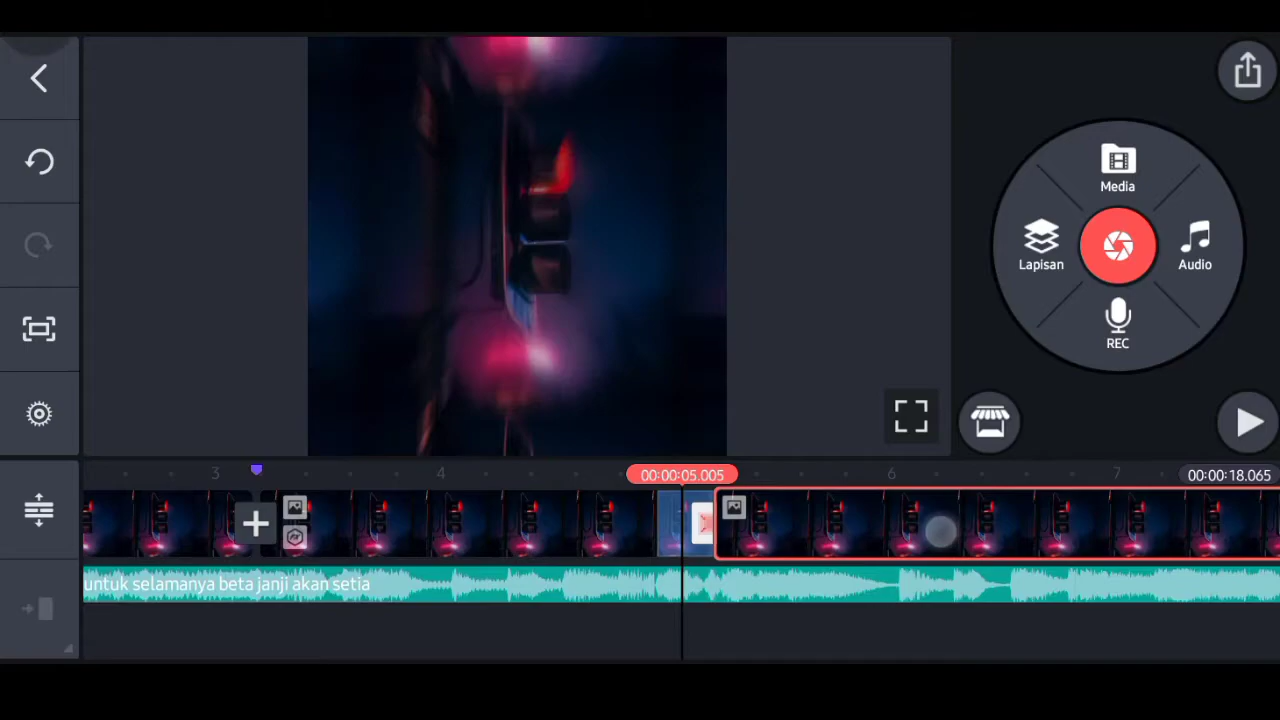 Media
Lapisan
Audio
REC
3
4
00:00:05.005
6
7
00:00:18.065
untuk selamanya beta janji akan setia